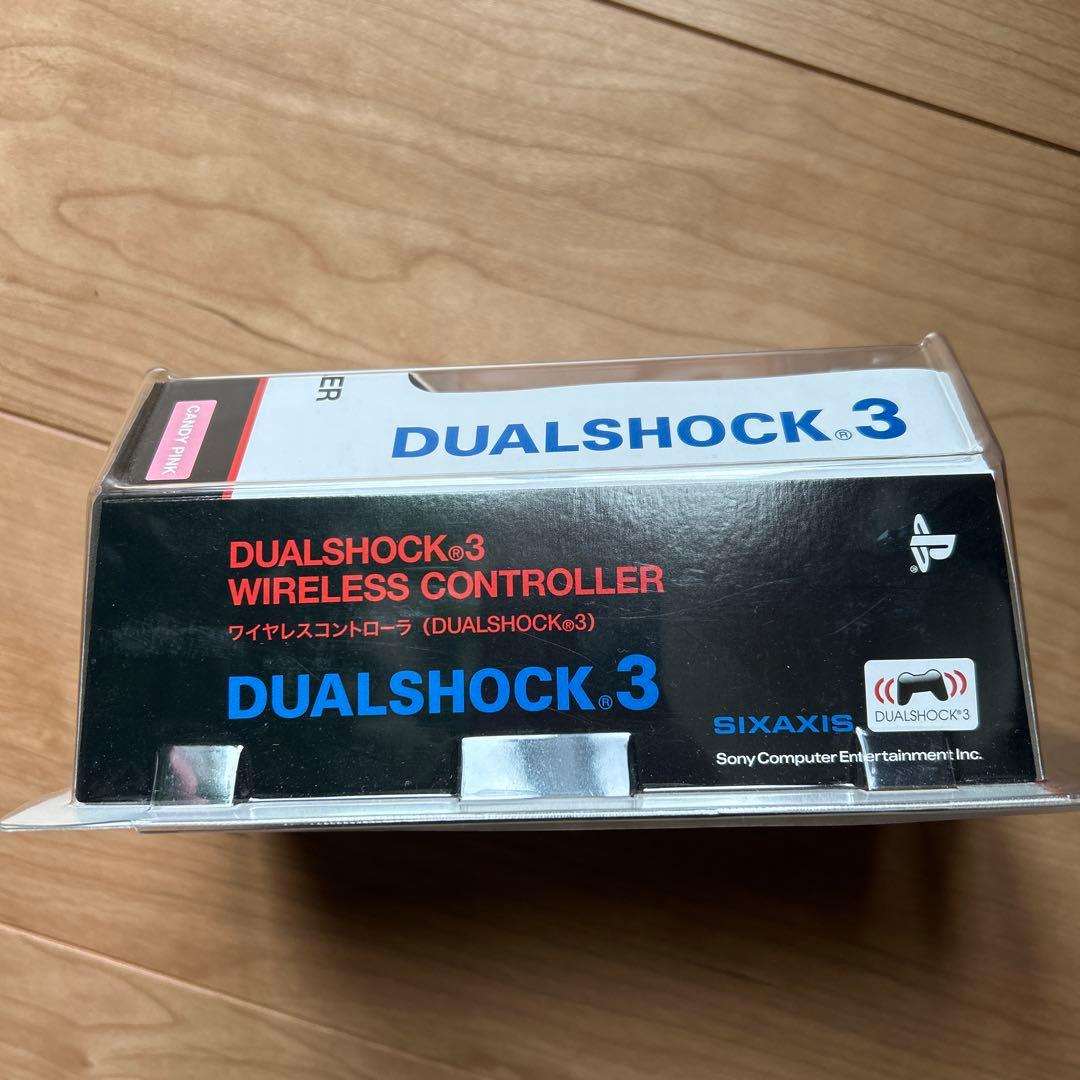 ER
CANDY PINK
DUALSHOCK®3
DUALSHOCK®3
WIRELESS CONTROLLER
ワイヤレスコントローラ（DUALSHOCK®3）
DUALSHOCK®3
SIXAXIS®
DUALSHOCK®3
Sony Computer Entertainment Inc.